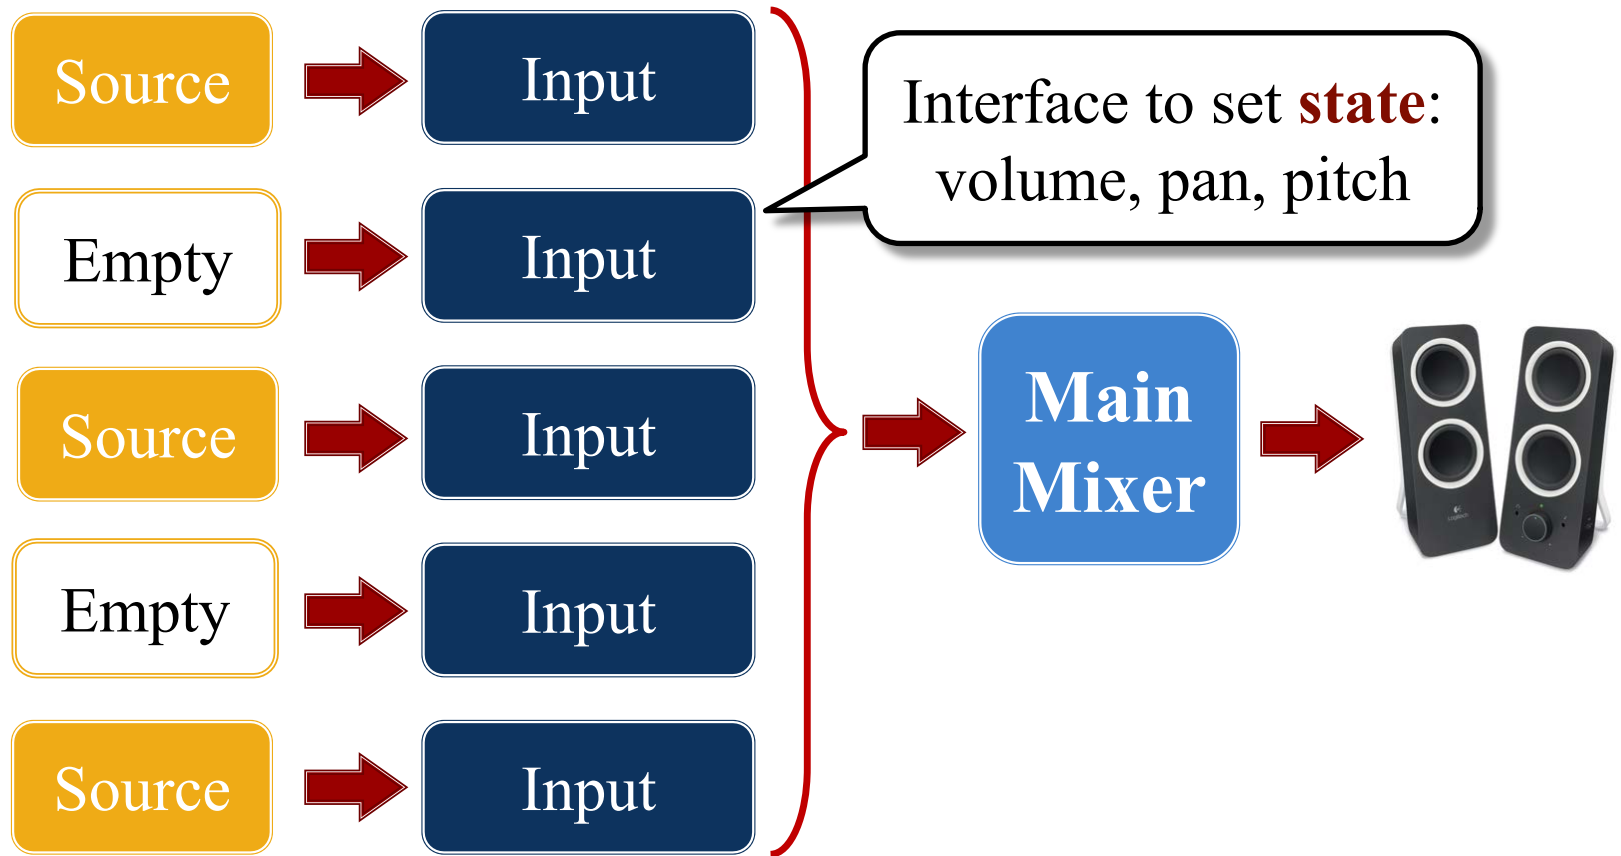 Source
Input
Interface to set state:
volume, pan, pitch
Empty
Input
Source
Input
Main
Mixer
Logitech
Empty
Input
Source
Input